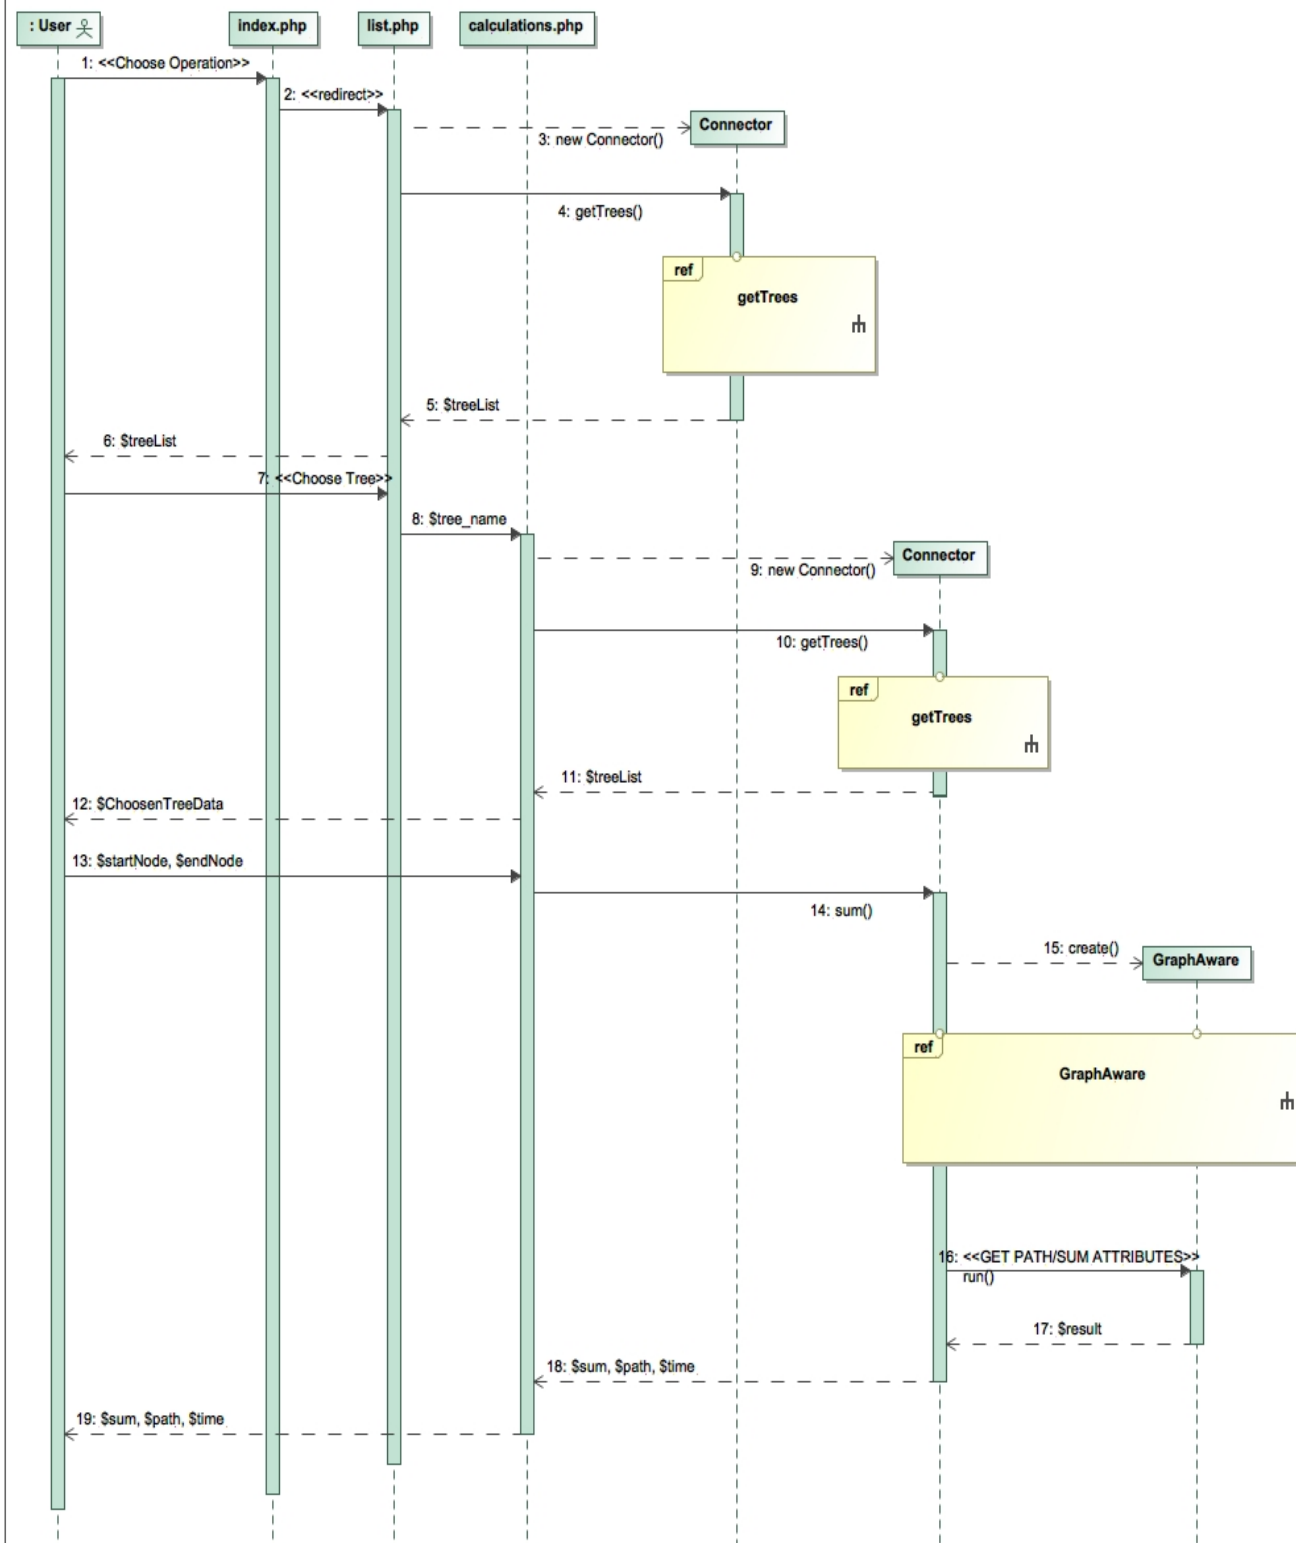 : User
index.php
list.php
calculations.php
1: <<Choose Operation>>
2: <<redirect>>
Connector
3: new Connector()
4: getTrees()
ref
getTrees
5: $treeList
6: $treeList
7: <<Choose Tree>>
8: $tree_name
Connector
9: new Connector()
10: getTrees()
ref
getTrees
11: $treeList
12: $ChoosenTreeData
13: $startNode, $endNode
14: sum()
15: create()
GraphAware
ref
GraphAware
16: <<GET PATH/SUM ATTRIBUTES>>
run()
17: $result
18: $sum, $path, $time
19: $sum, $path, $time